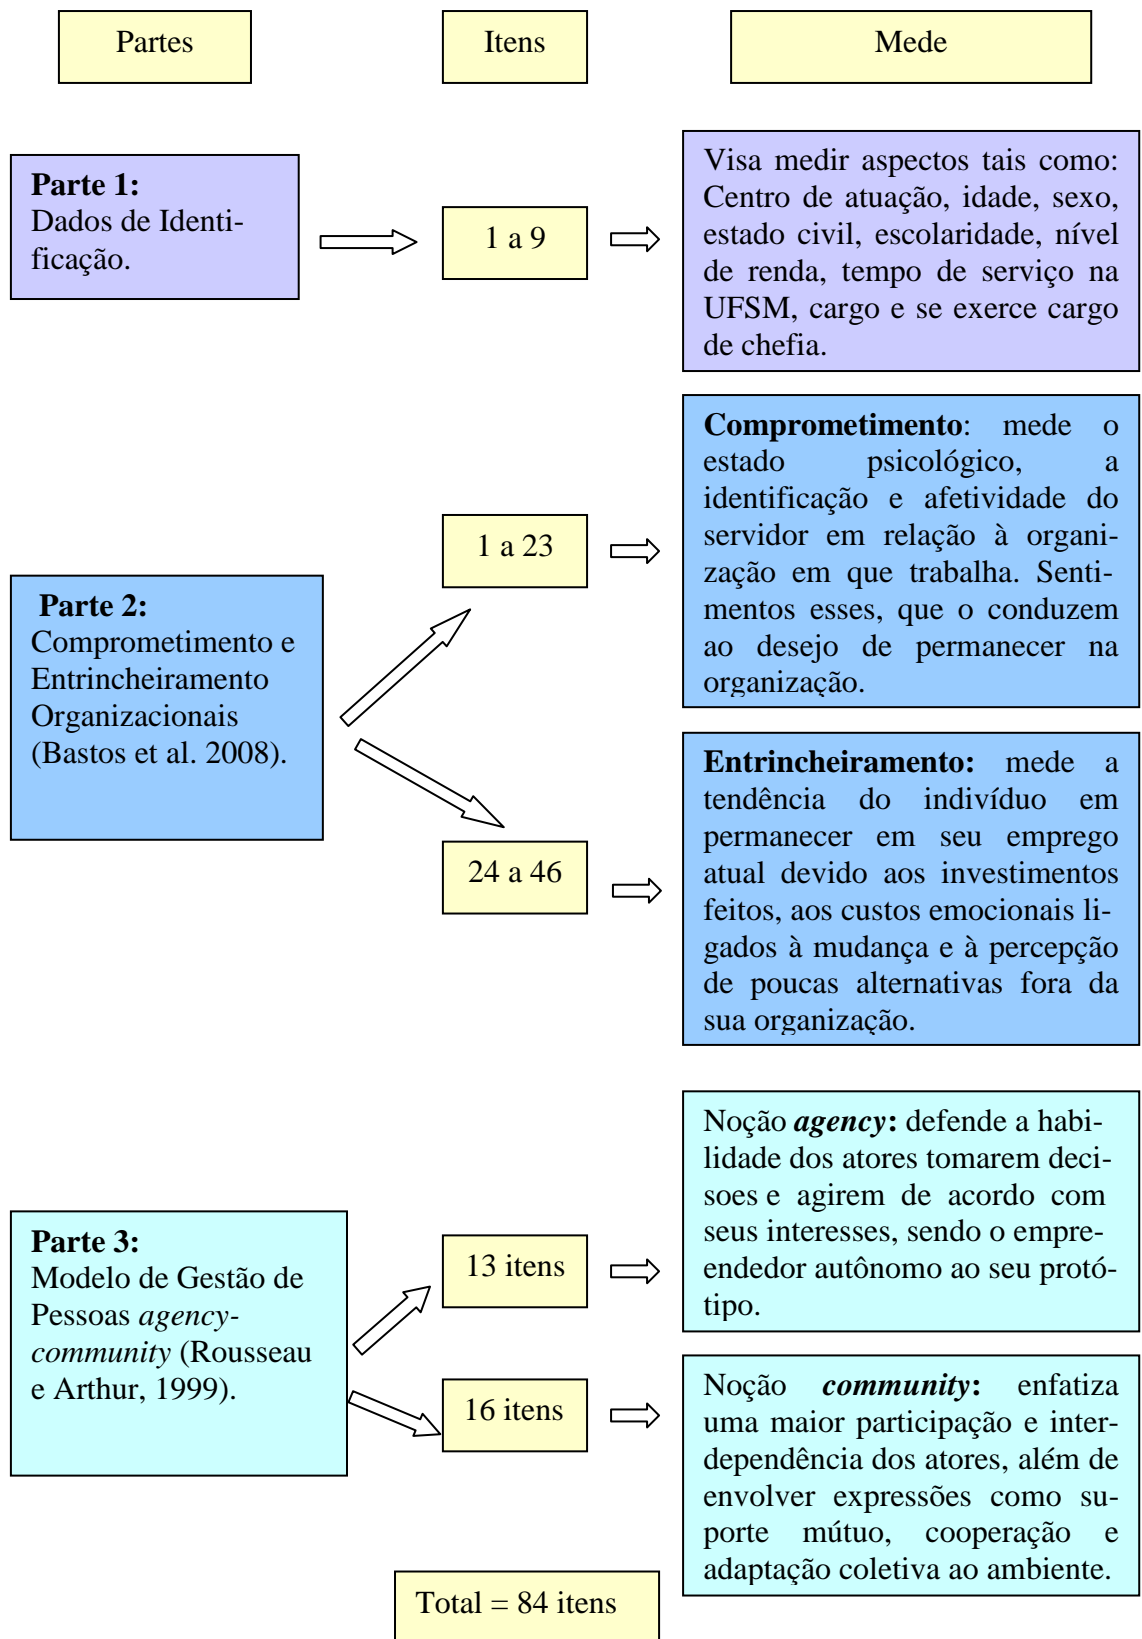 Partes
Itens
Mede
Parte 1:
Dados de Identi-
ficação.
1 a 9
Visa medir aspectos tais como:
Centro de atuação, idade, sexo,
estado civil, escolaridade, nível
de renda, tempo de serviço na
UFSM, cargo e se exerce cargo
de chefia.
Parte 2:
Comprometimento e
Entrincheiramento
Organizacionais
(Bastos et al. 2008).
1 a 23
Comprometimento: mede o
estado psicológico, a
identificação e afetividade do
servidor em relação à organi-
zação em que trabalha. Senti-
mentos esses, que o conduzem
ao desejo de permanecer na
organização.
24 a 46
Entrincheiramento: mede a
tendência do indivíduo em
permanecer em seu emprego
atual devido aos investimentos
feitos, aos custos emocionais li-
gados à mudança e à percepção
de poucas alternativas fora da
sua organização.
Parte 3:
Modelo de Gestão de
Pessoas agency-
community (Rousseau
e Arthur, 1999).
13 itens
Noção agency: defende a habi-
lidade dos atores tomarem deci-
soes e agirem de acordo com
seus interesses, sendo o empre-
endedor autônomo ao seu protó-
tipo.
16 itens
Noção community: enfatiza
uma maior participação e inter-
dependência dos atores, além de
envolver expressões como su-
porte mútuo, cooperação e
adaptação coletiva ao ambiente.
Total = 84 itens